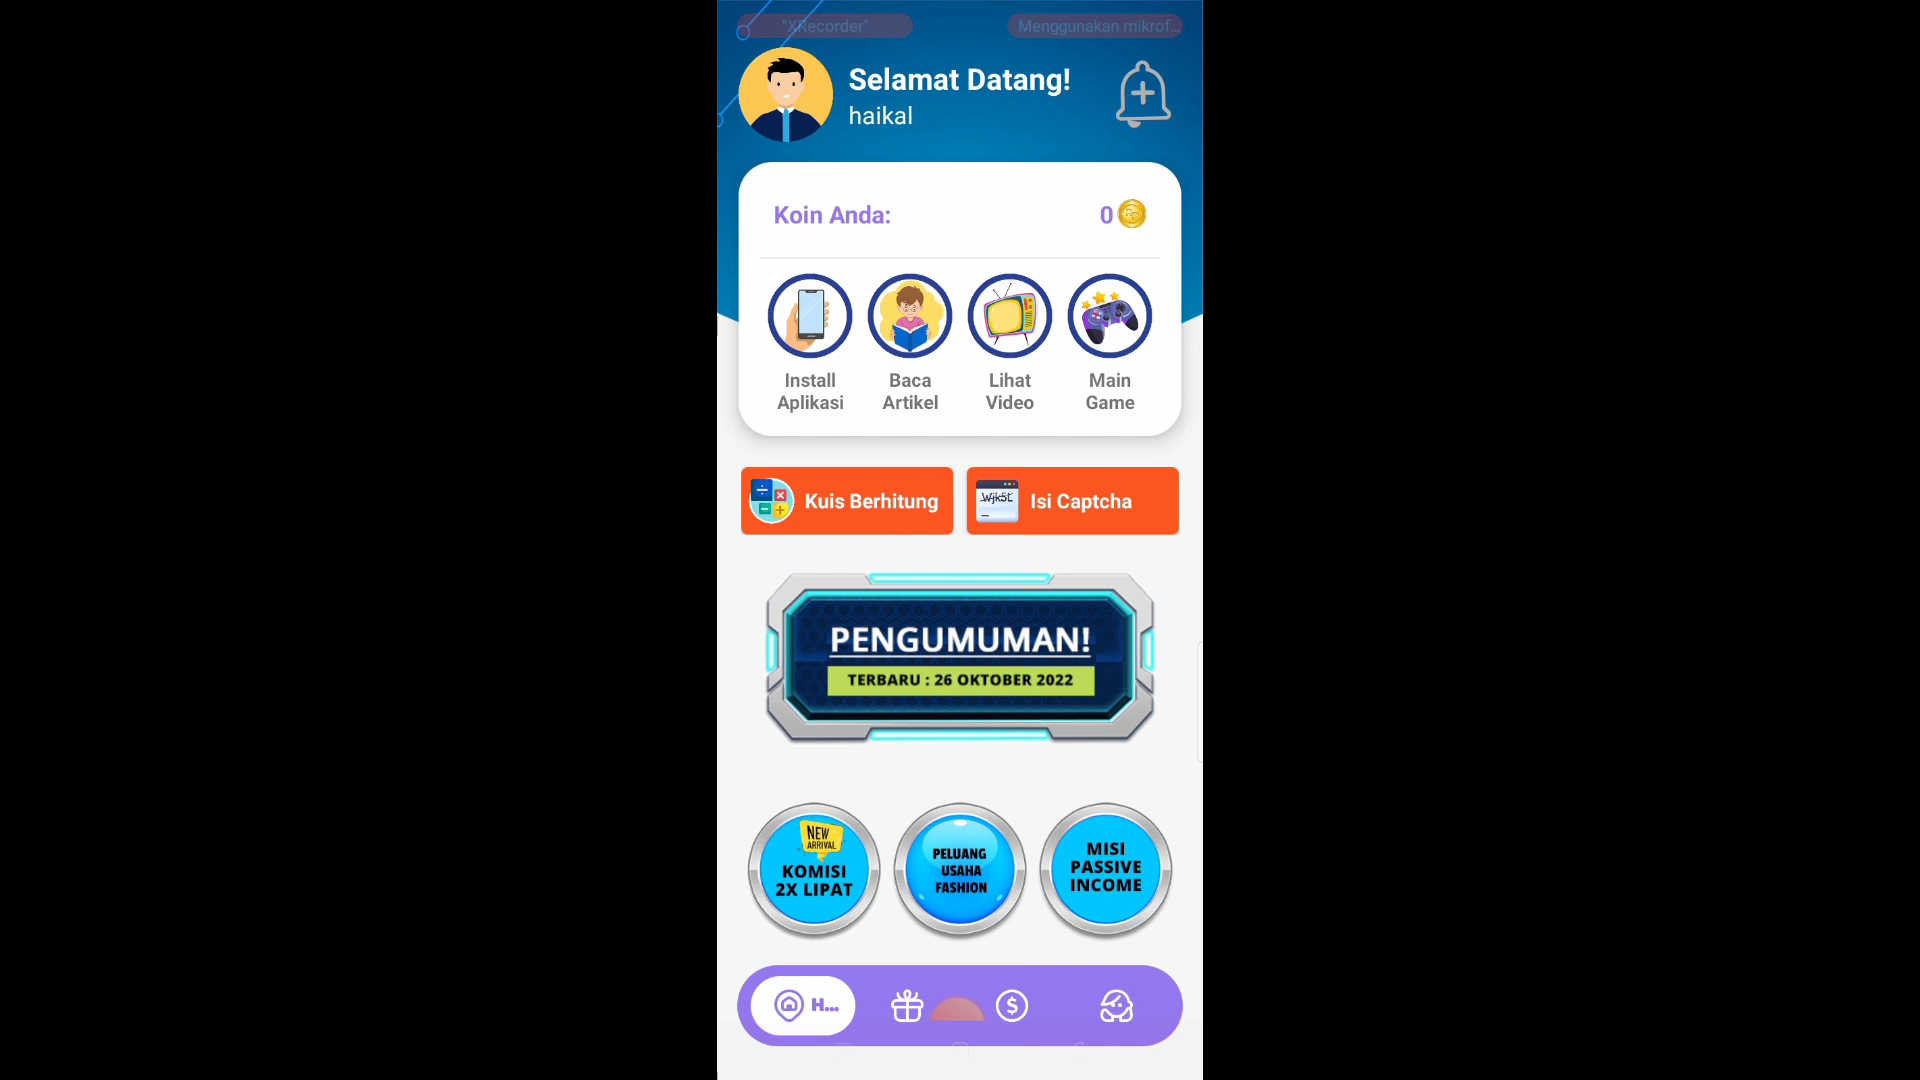 "XRecorder"
Menggunakan mikrof...
Selamat Datang!
haikal
Koin Anda:
0
Install
Aplikasi
Baca
Artikel
Lihat
Video
Main
Game
Kuis Berhitung
Wjk5t
Isi Captcha
PENGUMUMAN!
TERBARU : 26 OKTOBER 2022
NEW
ARRIVAL
KOMISI
2X LIPAT
PELUANG
USAHA
FASHION
MISI
PASSIVE
INCOME
H...